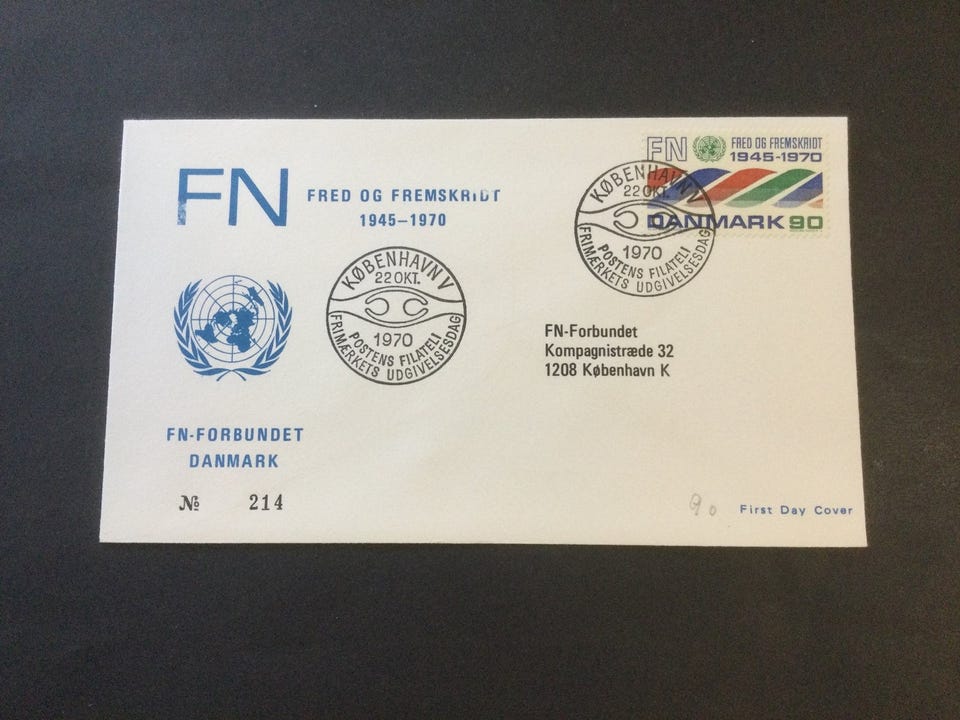 FN
FRED OG FREMSKRIDT
1945–1970
KØBENHAVN V
22 OKT.
1970
POSTENS FILATELI
FRIMÆRKETS UDGIVELSESDAG
FN-FORBUNDET
DANMARK
№ 214
FN
FRED OG FREMSKRIDT
1945-1970
DANMARK 90
KØBENHAVN V
22 OKT.
1970
POSTENS FILATELI
FRIMÆRKETS UDGIVELSESDAG
FN-Forbundet
Kompagnistræde 32
1208 København K
90
First Day Cover